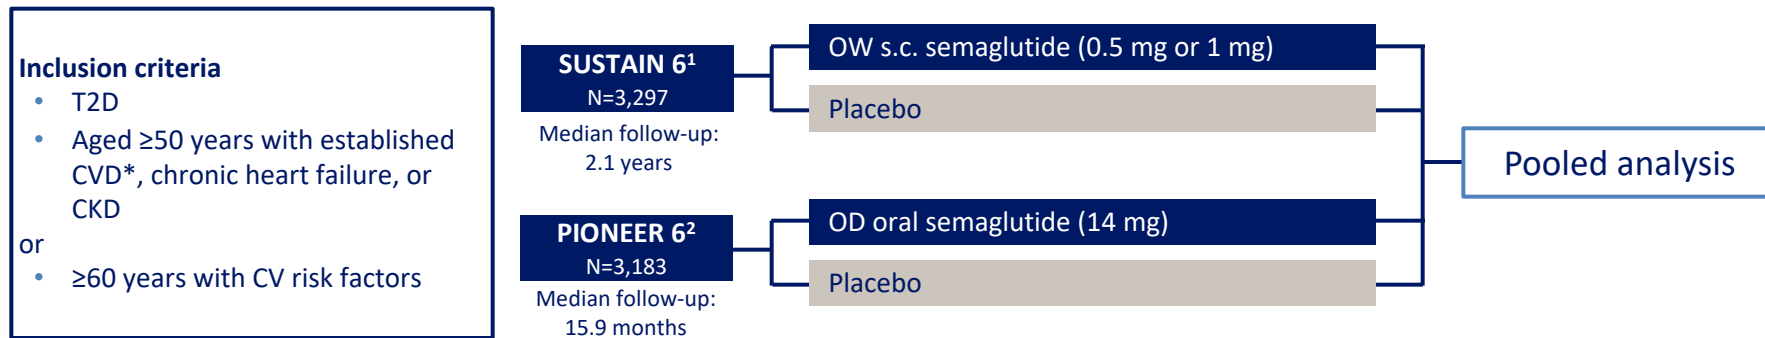 Inclusion criteria
• T2D
• Aged ≥50 years with established
CVD*, chronic heart failure, or
CKD
or
• ≥60 years with CV risk factors
SUSTAIN 6¹
N=3,297
Median follow-up:
2.1 years
OW s.c. semaglutide (0.5 mg or 1 mg)
Placebo
PIONEER 6²
N=3,183
Median follow-up:
15.9 months
OD oral semaglutide (14 mg)
Placebo
Pooled analysis